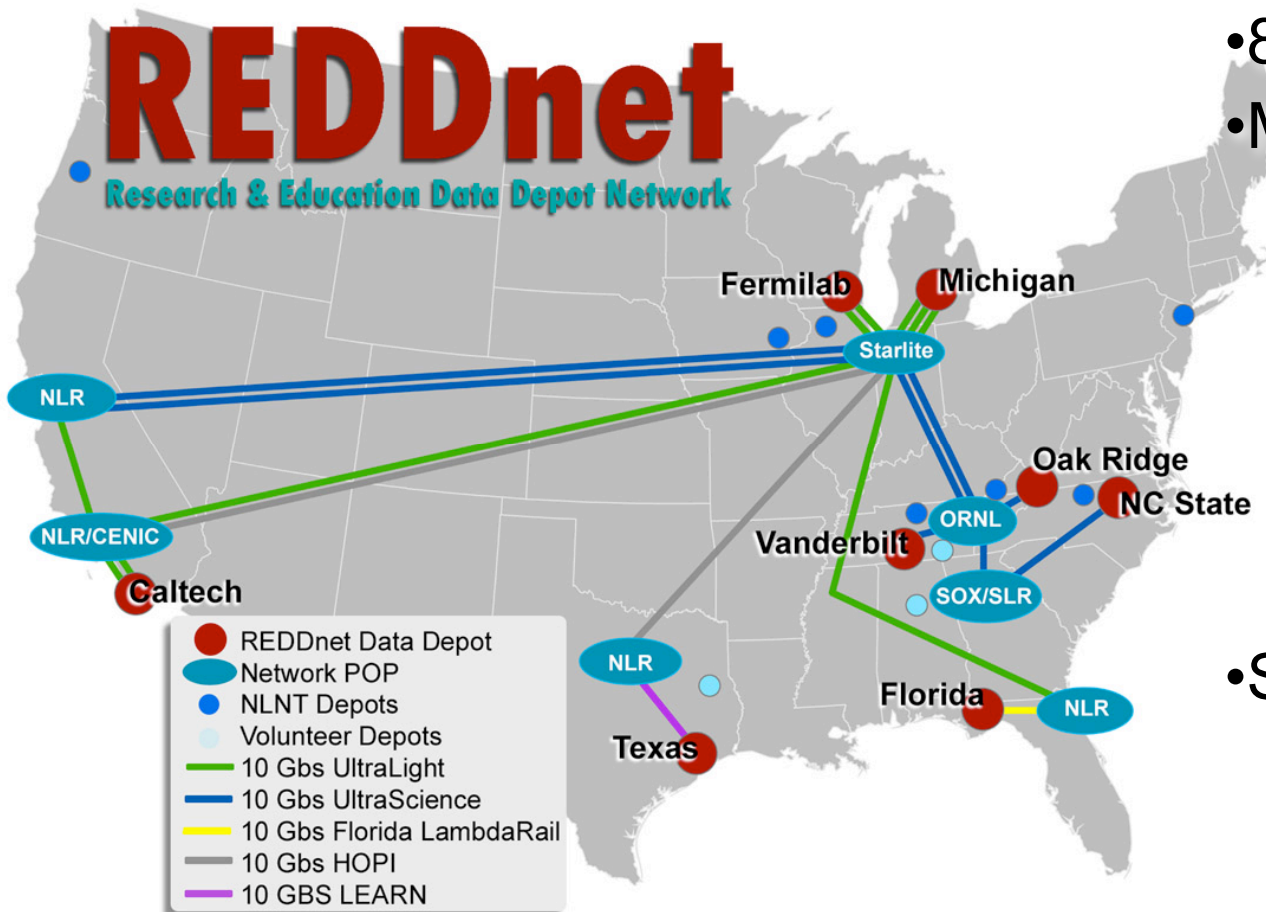 REDDnet
Research & Education Data Depot Network
•8
•M
Fermilab
Michigan
Starlite
NLR
Oak Ridge
NC State
ORNL
Vanderbilt
NLR/CENIC
Caltech
SOX/SLR
REDDnet Data Depot
Network POP
NLNT Depots
Volunteer Depots
10 Gbs UltraLight
10 Gbs UltraScience
10 Gbs Florida LambdaRail
10 Gbs HOPI
10 GBS LEARN
NLR
Texas
•S
Florida
NLR